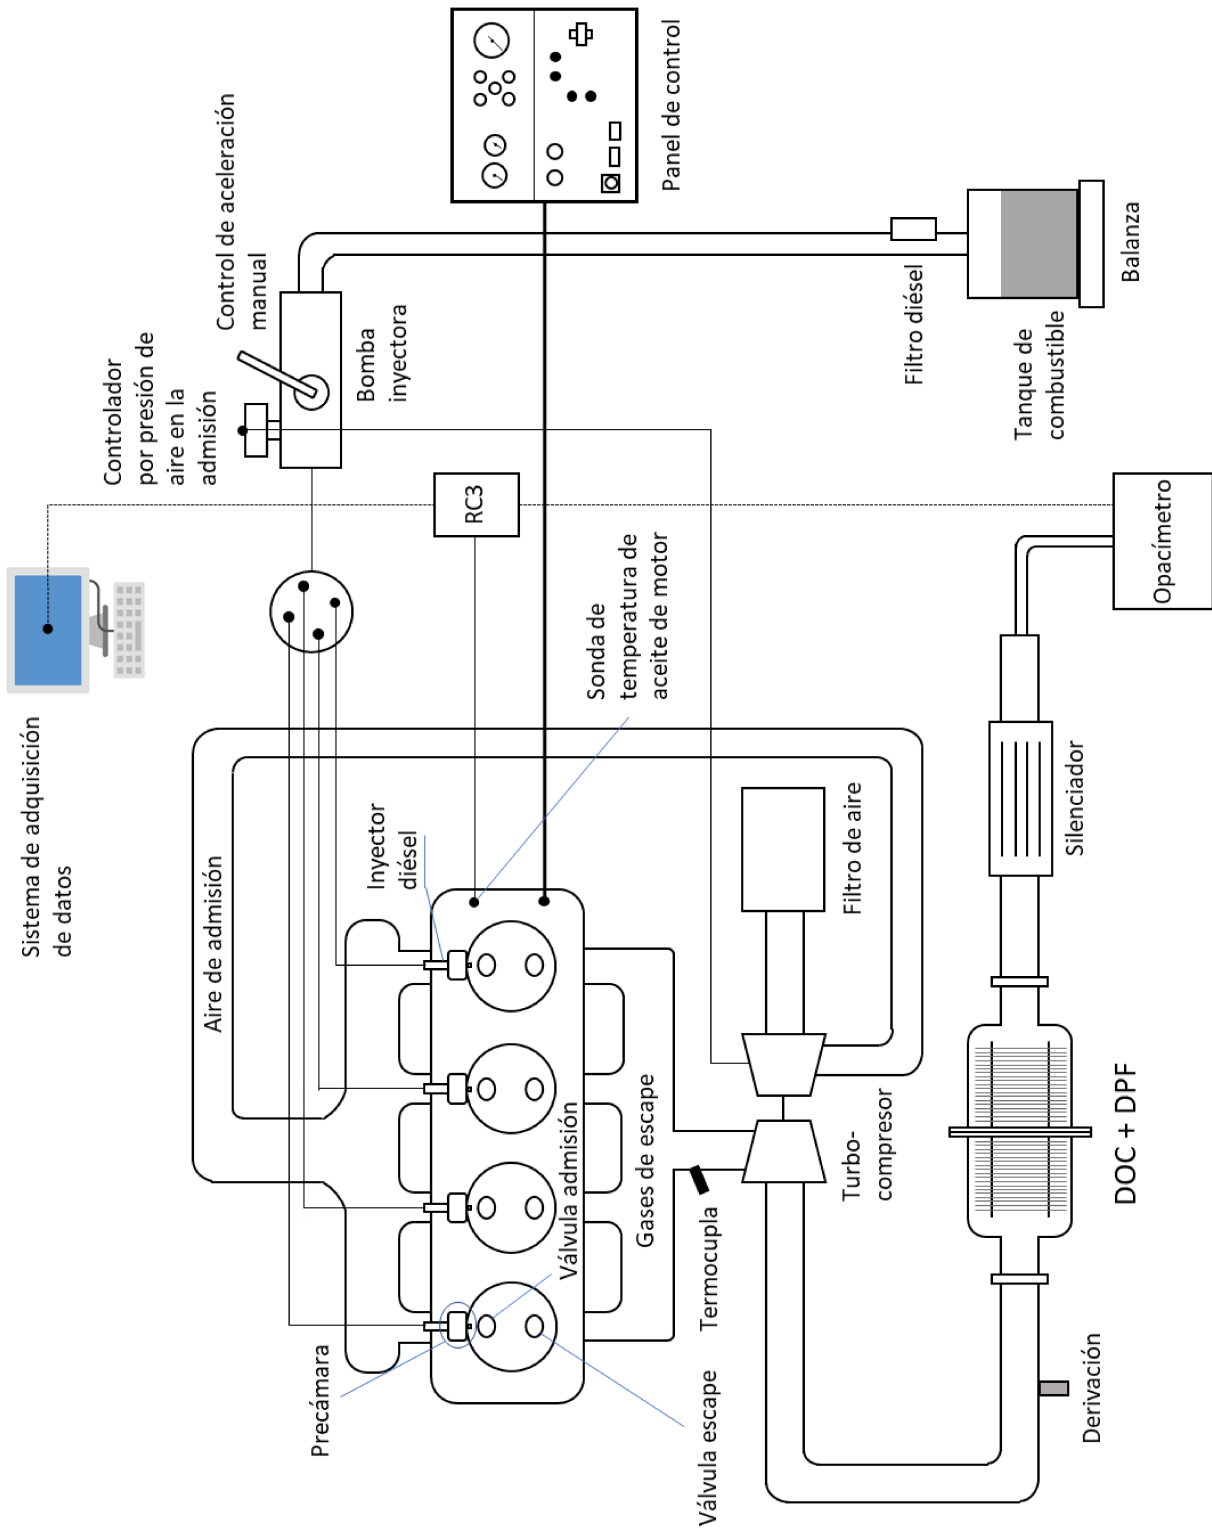 Sistema de adquisición
de datos
Controlador
por presión de
aire en la
admisión
Aire de admisión
Control de aceleración
manual
Precámara
Inyector
diésel
Bomba
inyectora
RC3
Válvula admisión
Sonda de
temperatura de
aceite de motor
Gases de escape
Panel de control
Válvula escape
Termocupla
Turbo-
compresor
Filtro de aire
Filtro diésel
Tanque de
combustible
Silenciador
Derivación
DOC + DPF
Balanza
Opacímetro